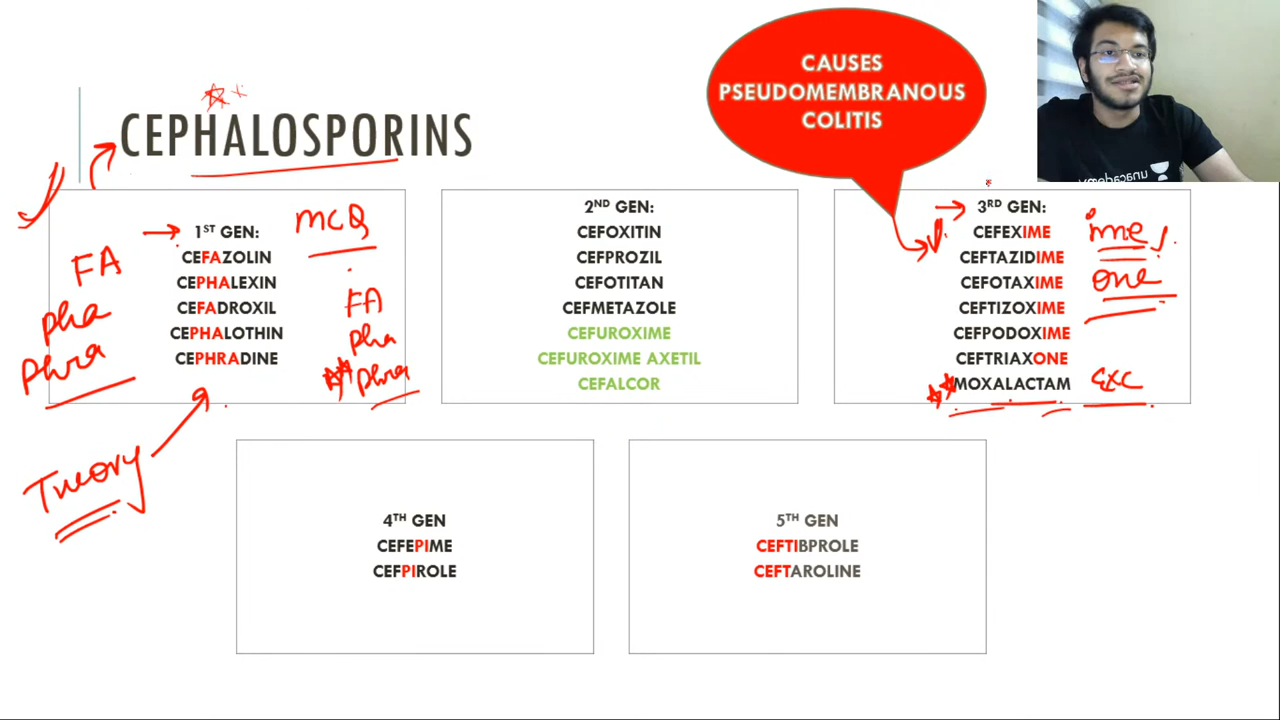 CAUSES
PSEUDOMEMBRANOUS
COLITIS
CEPHALOSPORINS
1ST GEN:
CEFAZOLIN
CEPHALEXIN
CEFADROXIL
CEPHALOTHIN
CEPHRADINE
MCQ
FA
pha
phra
FA
pha
phra
Theory
2ND GEN:
CEFOXITIN
CEFPROZIL
CEFOTITAN
CEFMETAZOLE
CEFUROXIME
CEFUROXIME AXETIL
CEFALCOR
3RD GEN:
CEFEXIME
CEFTAZIDIME
CEFOTAXIME
CEFTIZOXIME
CEFPODOXIME
CEFTRIAXONE
MOXALACTAM
ime
one
exc
4TH GEN
CEFEPIME
CEFPIROLE
5TH GEN
CEFTIBPROLE
CEFTAROLINE